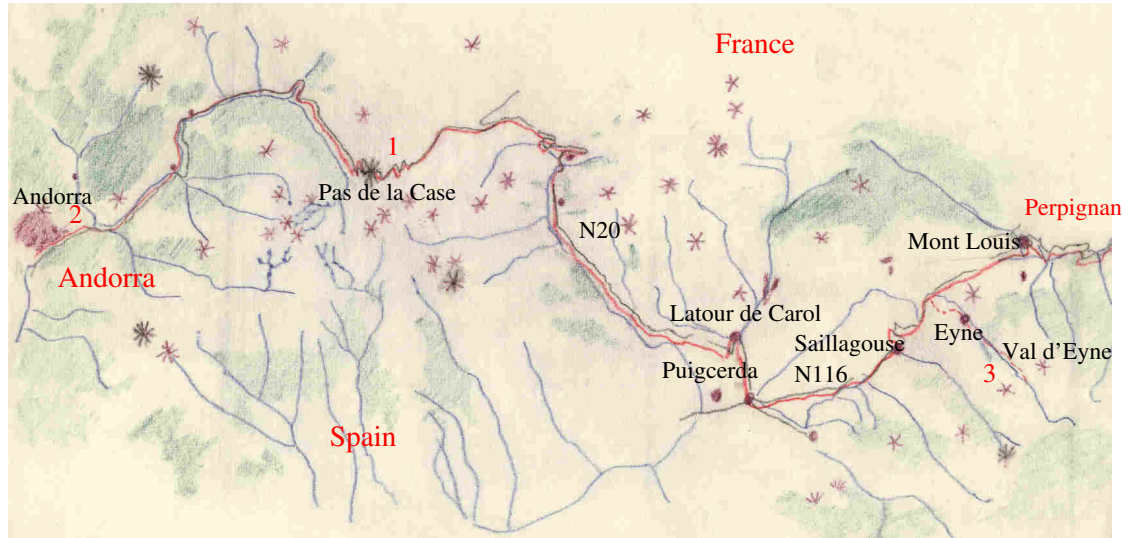 France
1
Pas de la Case
Andorra
2
Perpignan
N20
Mont Louis
Andorra
Latour de Carol
Saillagouse
Eyne
Val d'Eyne
Puigcerda
N116
3
Spain